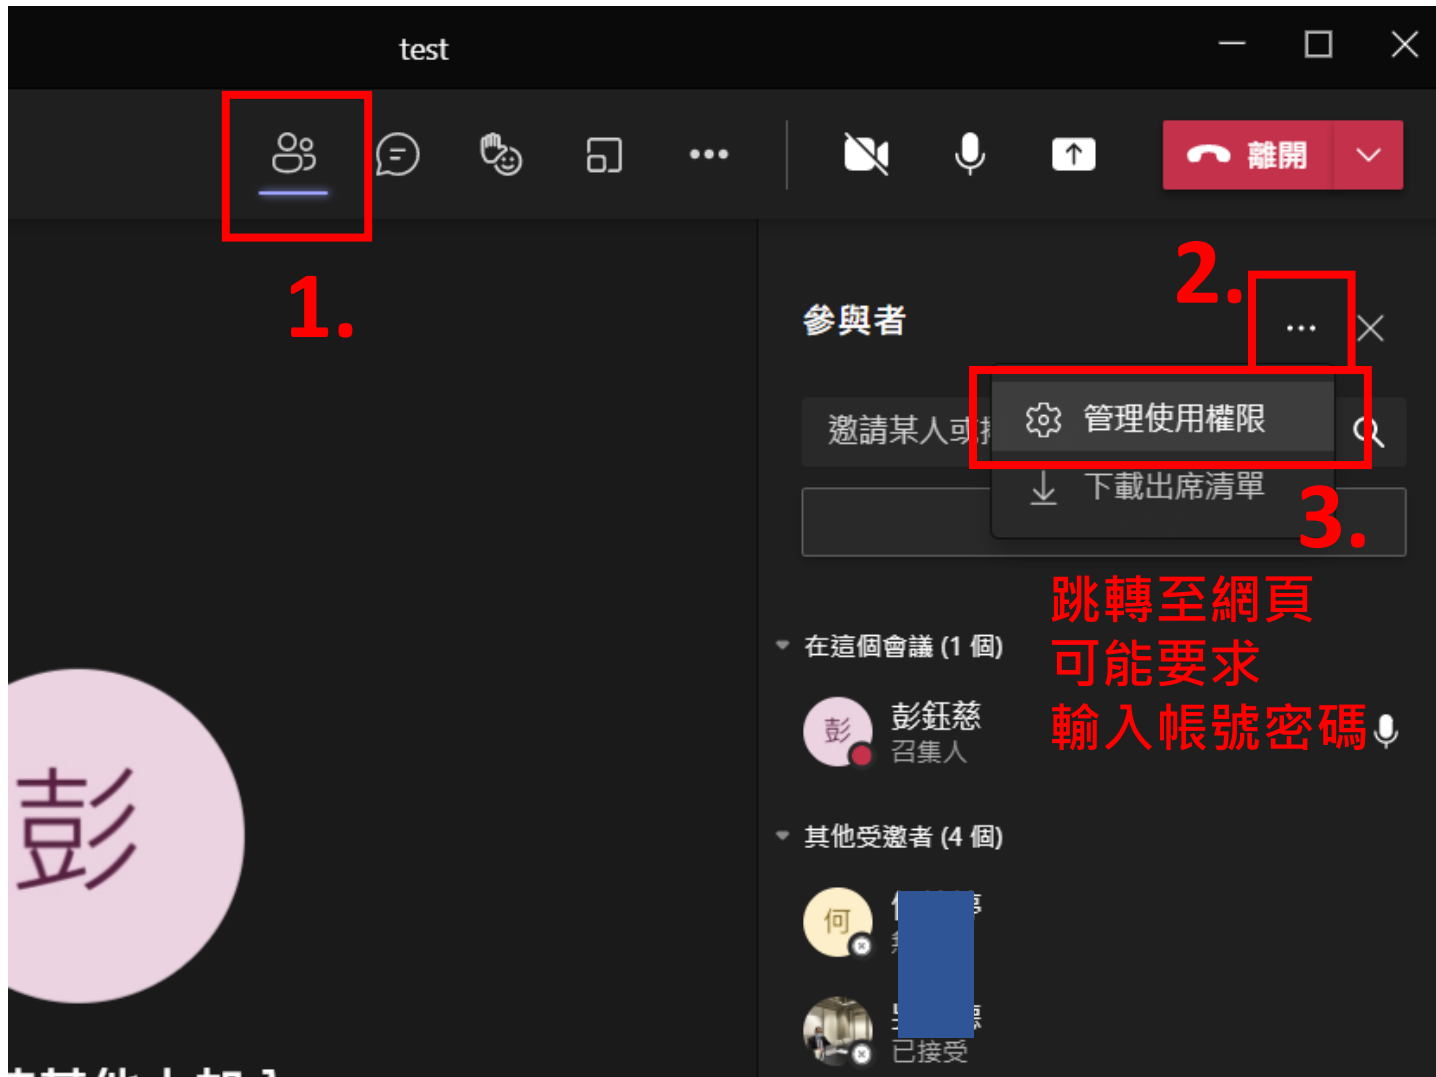 test
離開
1.
2.
參與者
管理使用權限
邀請某人或
下載出席清單
3.
跳轉至網頁
可能要求
輸入帳號密碼
在這個會議 (1 個)
彭
彭鈺慈
召集人
彭
其他受邀者 (4 個)
何
已接受